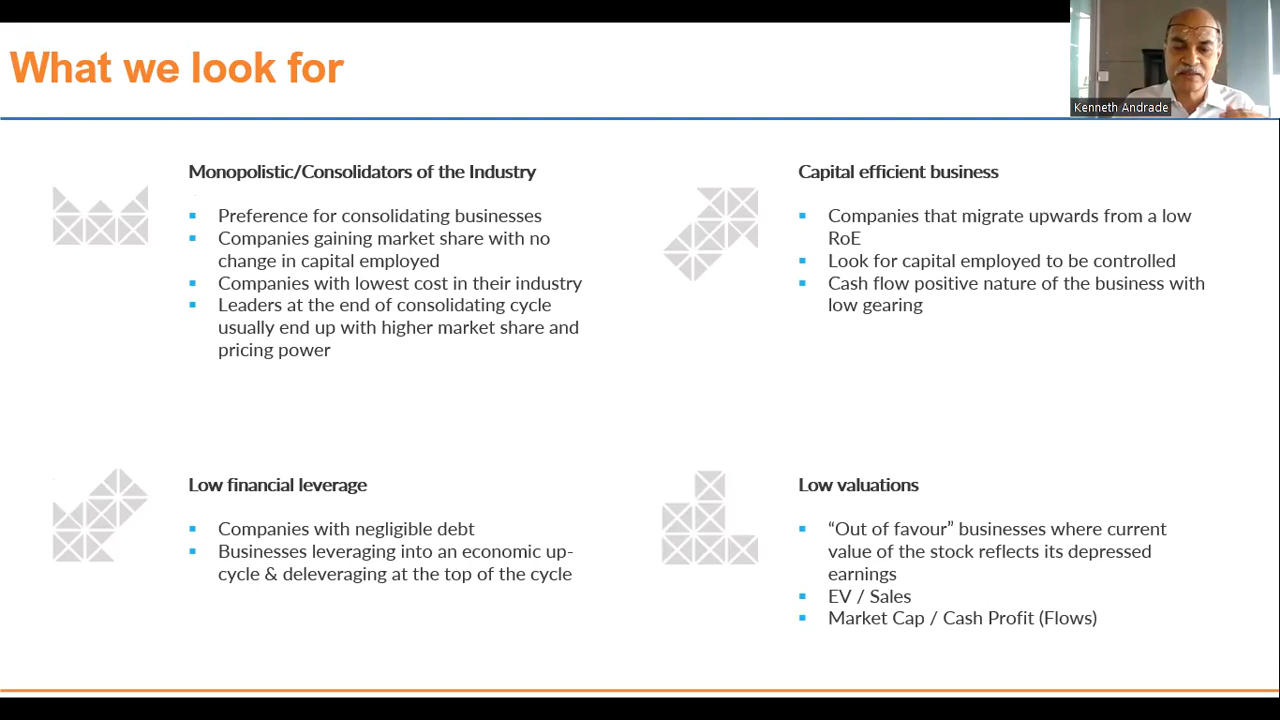 What we look for
Kenneth Andrade
Monopolistic/Consolidators of the Industry
Preference for consolidating businesses
Companies gaining market share with no
change in capital employed
Companies with lowest cost in their industry
Leaders at the end of consolidating cycle
usually end up with higher market share and
pricing power
Capital efficient business
Companies that migrate upwards from a low
RoE
Look for capital employed to be controlled
Cash flow positive nature of the business with
low gearing
Low financial leverage
Companies with negligible debt
Businesses leveraging into an economic up-
cycle & deleveraging at the top of the cycle
Low valuations
“Out of favour” businesses where current
value of the stock reflects its depressed
earnings
EV / Sales
Market Cap / Cash Profit (Flows)